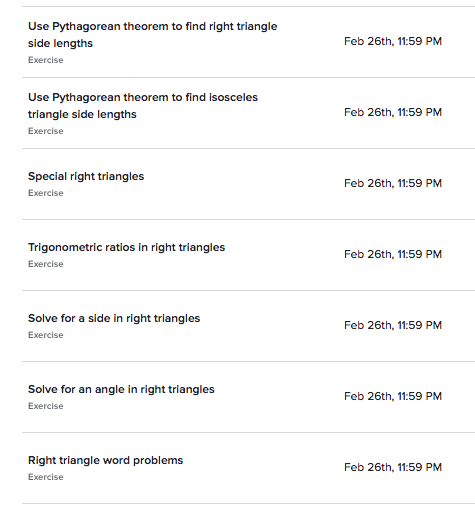 Use Pythagorean theorem to find right triangle
side lengths
Exercise
Feb 26th, 11:59 PM
Use Pythagorean theorem to find isosceles
triangle side lengths
Exercise
Feb 26th, 11:59 PM
Special right triangles
Exercise
Feb 26th, 11:59 PM
Trigonometric ratios in right triangles
Exercise
Feb 26th, 11:59 PM
Solve for a side in right triangles
Exercise
Feb 26th, 11:59 PM
Solve for an angle in right triangles
Exercise
Feb 26th, 11:59 PM
Right triangle word problems
Exercise
Feb 26th, 11:59 PM